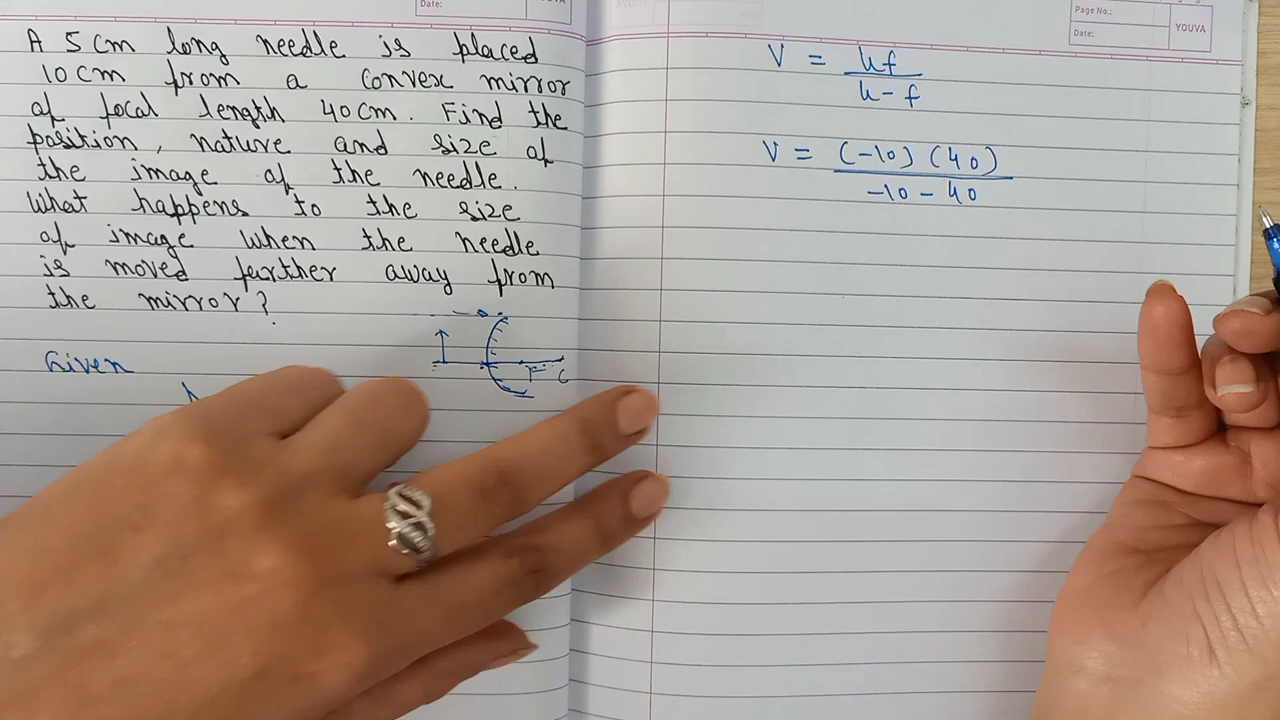 Date:
YOUVA
A 5 cm long needle is placed
10 cm from a convex mirror
of focal length 40 cm. Find the
position, nature and size of
the image of the needle.
What happens to the size
of image when the needle
is moved further away from
the mirror?
F C
Given
Page No.:
Date:
YOUVA
V = uf
u - f
V = (-10) (40)
-10 - 40